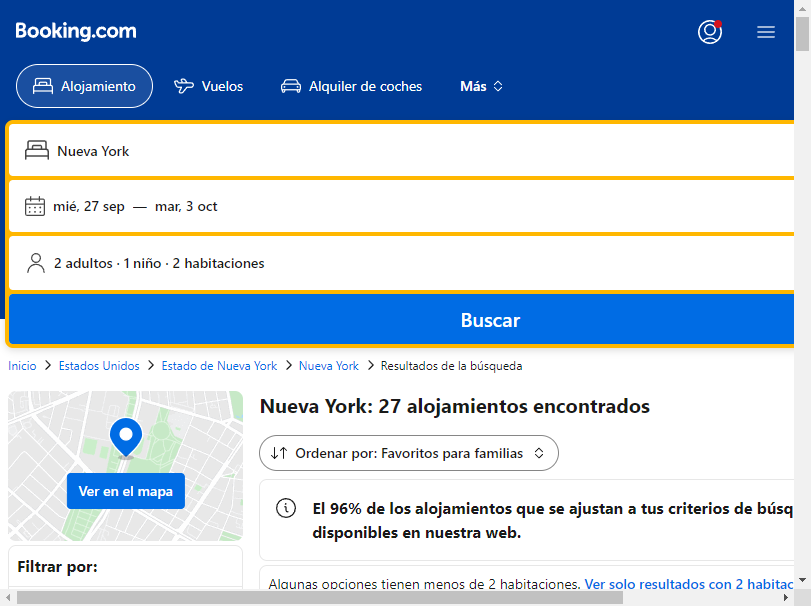 Booking.com
Alojamiento
Vuelos
Alquiler de coches
Más
Nueva York
mié, 27 sep — mar, 3 oct
2 adultos · 1 niño · 2 habitaciones
Buscar
Inicio > Estados Unidos > Estado de Nueva York > Nueva York > Resultados de la búsqueda
Nueva York: 27 alojamientos encontrados
Ordenar por: Favoritos para familias
Ver en el mapa
El 96% de los alojamientos que se ajustan a tus criterios de búsq
disponibles en nuestra web.
Filtrar por:
Algunas opciones tienen menos de 2 habitaciones. Ver solo resultados con 2 habitac